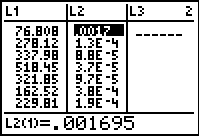 L1 L2 L3 2
76.808 .0017 ------
278.12 1.3E-4
337.98 8.8E-5
518.45 3.7E-5
321.85 9.7E-5
162.52 3.8E-4
229.81 1.9E-4
L2(1)=.001695